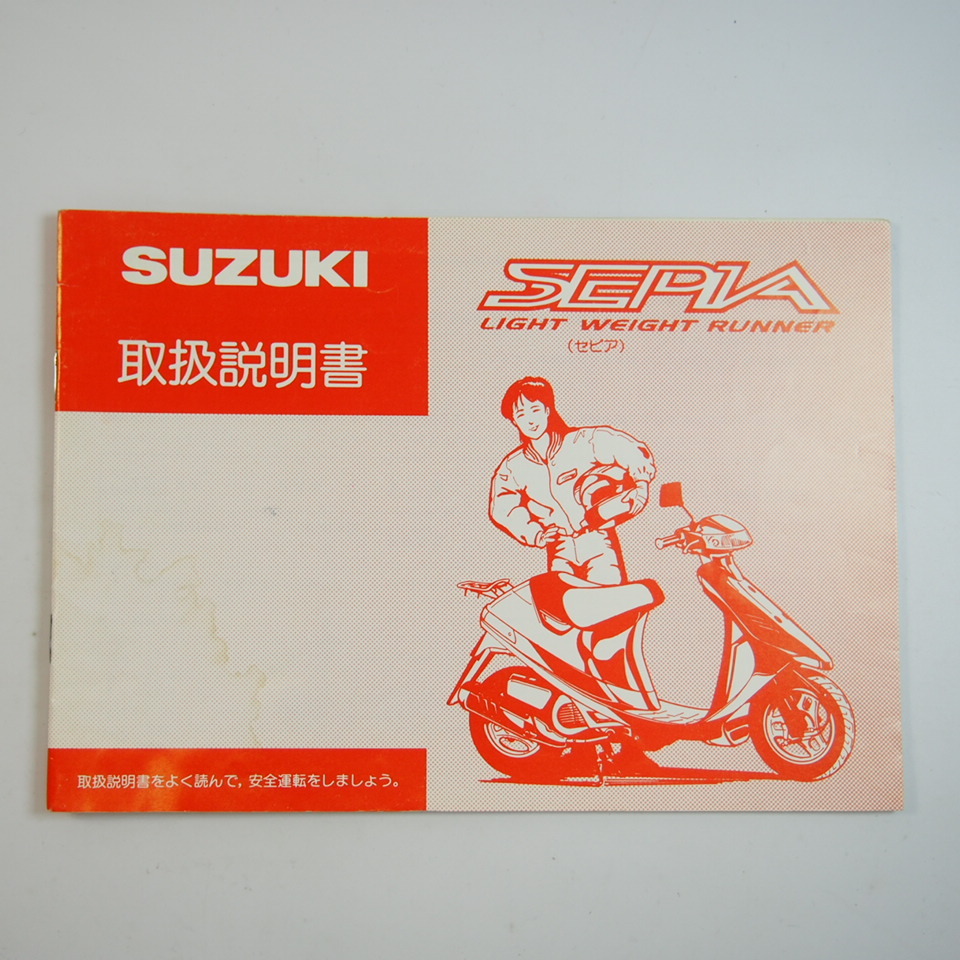 SUZUKI
取扱説明書
SEPIA
LIGHT WEIGHT RUNNER
(セピア)
取扱説明書をよく読んで,安全運転をしましょう。